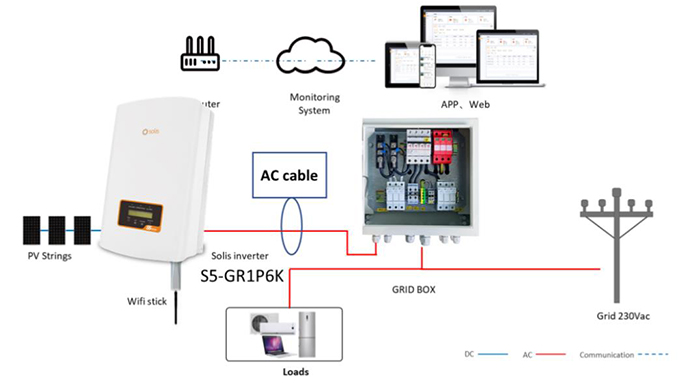 uter
Monitoring
System
APP、Web
solis
AC cable
PV Strings
Solis inverter
S5-GR1P6K
Wifi stick
GRID BOX
Grid 230Vac
Loads
DC
AC
Communication